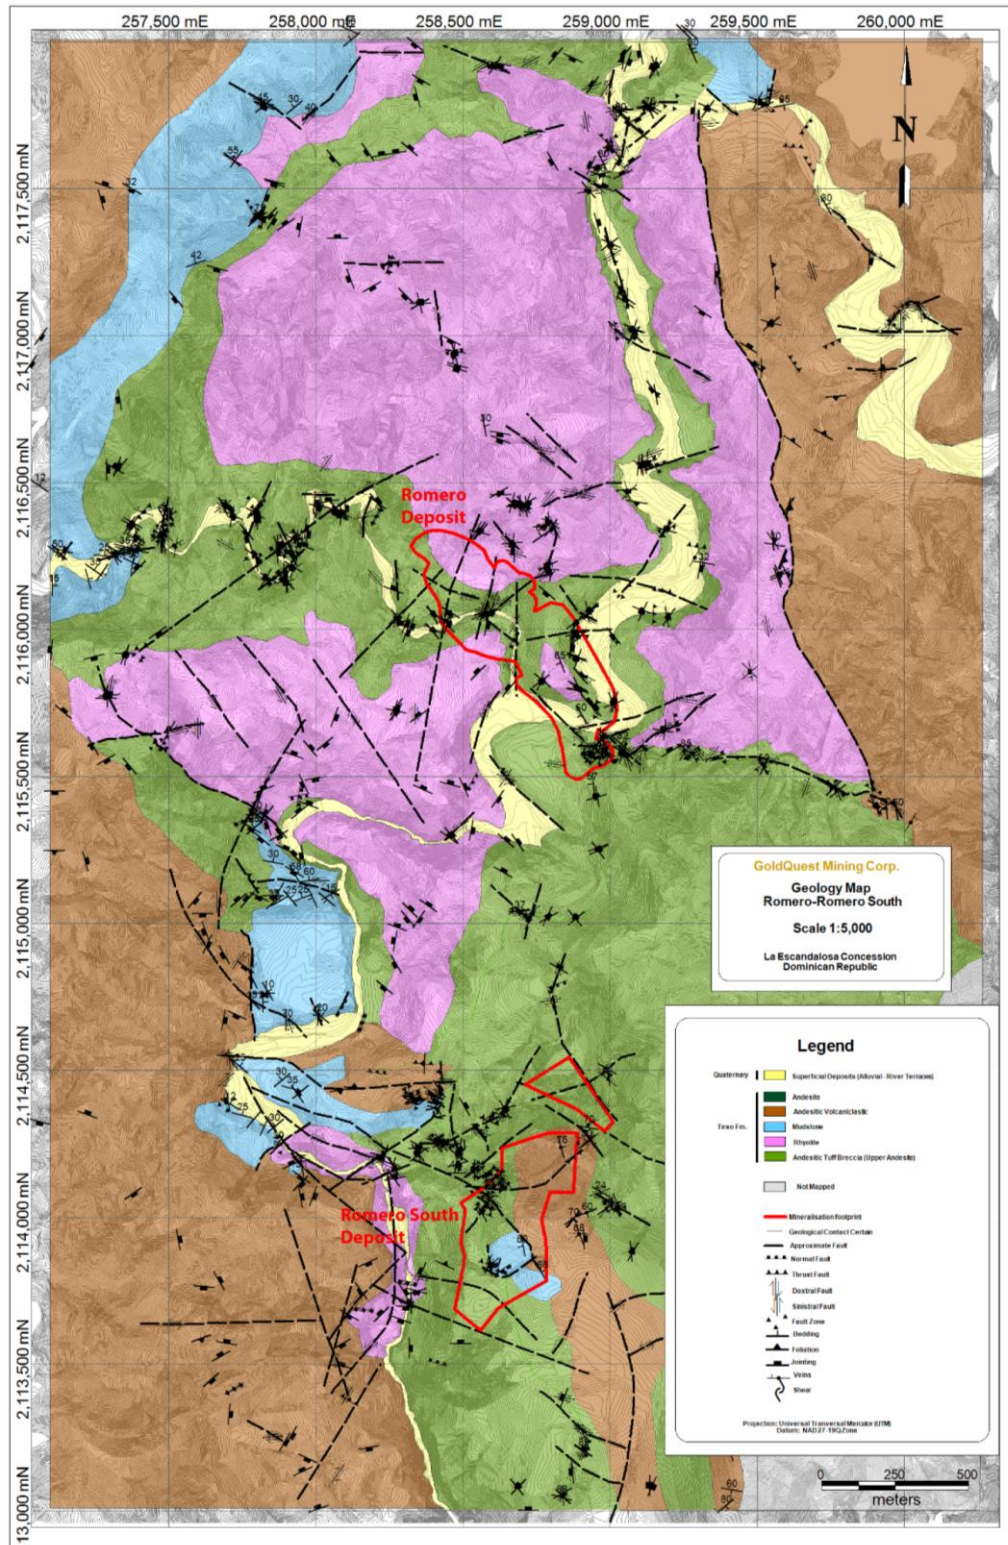 257,500 mE
258,000 mE
258,500 mE
259,000 mE
259,500 mE
260,000 mE
N
2,117,500 mN
2,117,000 mN
2,116,500 mN
2,116,000 mN
2,115,500 mN
2,115,000 mN
2,114,500 mN
2,114,000 mN
2,113,500 mN
13,000 mN
Romero
Deposit
Romero South
Deposit
GoldQuest Mining Corp.
Geology Map
Romero-Romero South
Scale 1:5,000
La Escandalosa Concession
Dominican Republic
Legend
Quaternary
Superficial Deposits (Alluvial - River Terraces)
Tireo Fm.
Andesite
Andesitic Volcaniclastic
Mudstone
Rhyolite
Andesitic Tuff Breccia (Upper Andesite)
Not Mapped
Mineralisation footprint
Geological Contact Certain
Approximate Fault
Normal Fault
Thrust Fault
Dextral Fault
Sinistral Fault
Fault Zone
Bedding
Foliation
Jointing
Veins
Shear
Projection: Universal Tranversal Mercator (UTM)
Datum: NAD27-19QZone
0 250 500
meters